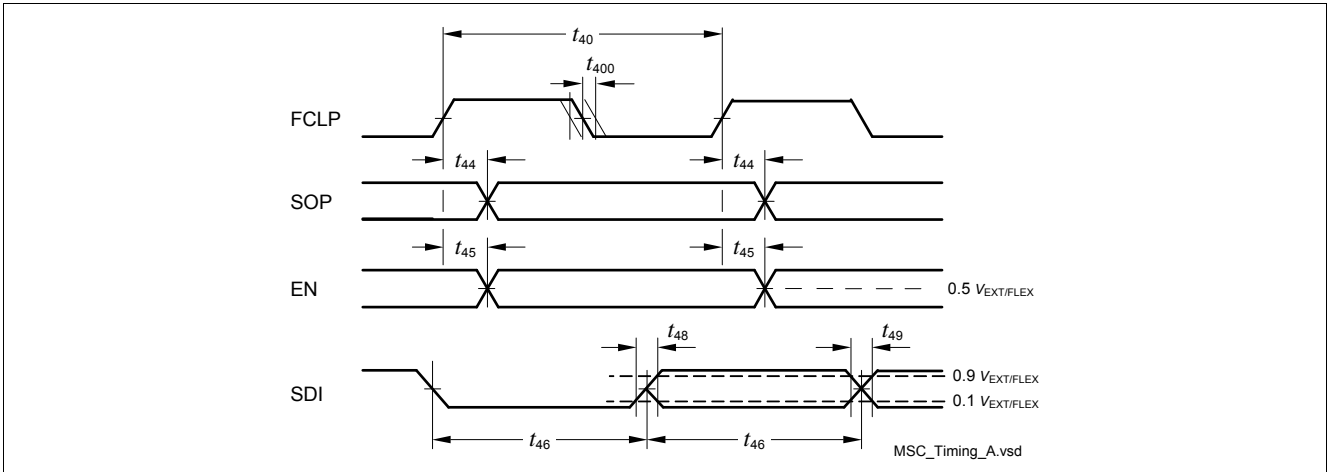 t40
t400
FCLP
t44 t44
SOP
t45 t45
EN
0.5 VEXT/FLEX
t48 t49
SDI
0.9 VEXT/FLEX
0.1 VEXT/FLEX
t46 t46
MSC_Timing_A.vsd